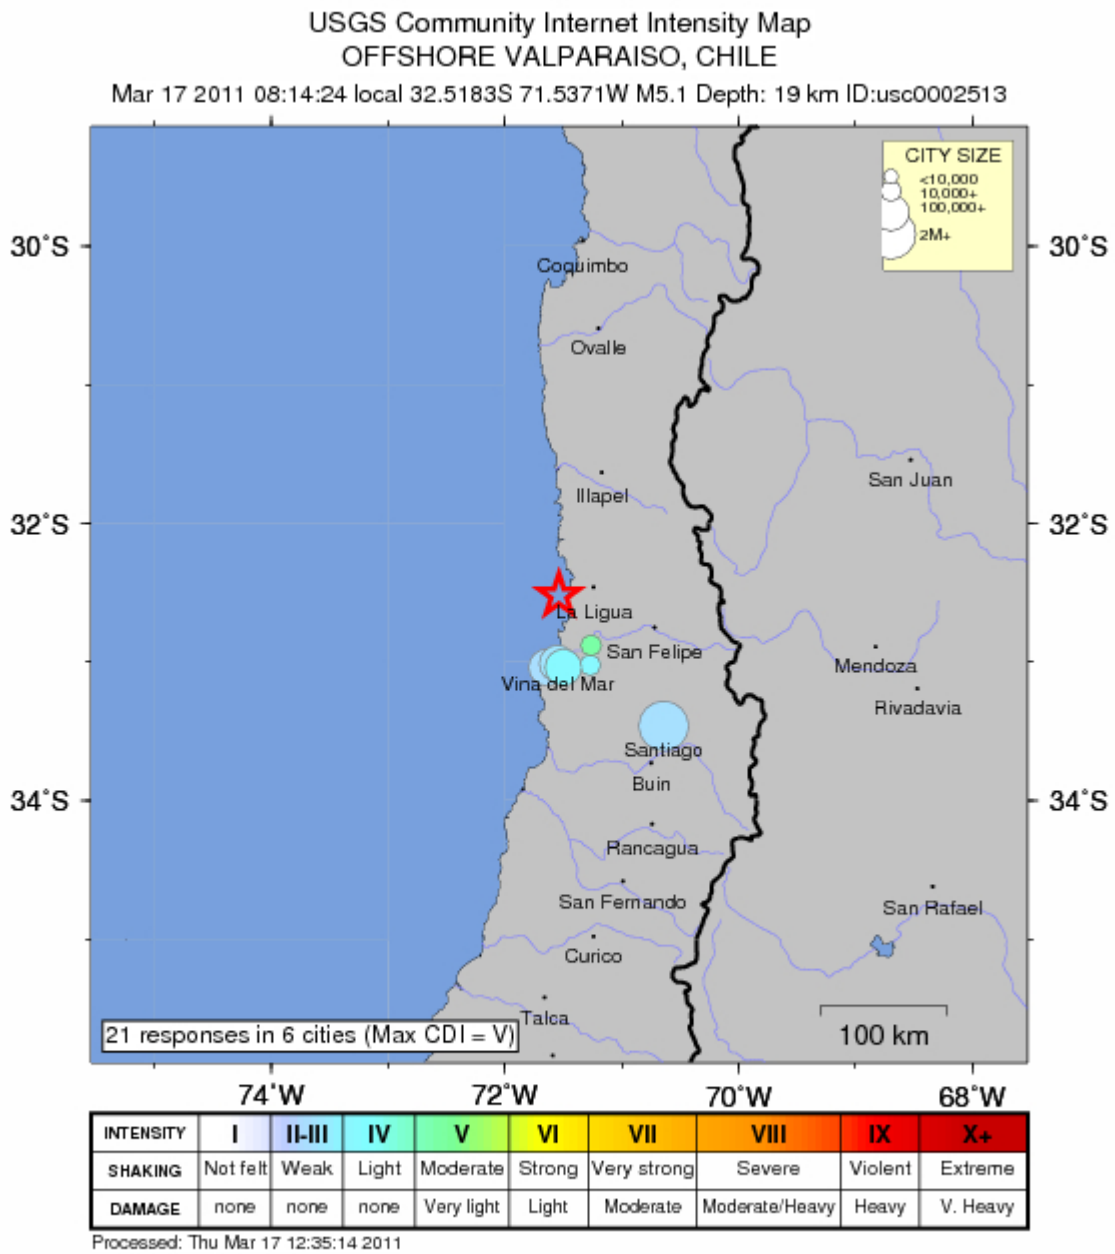 USGS Community Internet Intensity Map
OFFSHORE VALPARAISO, CHILE
Mar 17 2011 08:14:24 local 32.5183S 71.5371W M5.1 Depth: 19 km ID:usc0002513
CITY SIZE
<10,000
10,000+
100,000+
2M+
30°S
30°S
Coquimbo
Ovalle
San Juan
Illapel
32°S
32°S
La Ligua
San Felipe
Mendoza
Vina del Mar
Rivadavia
Santiago
Buin
34°S
34°S
Rancagua
San Fernando
San Rafael
Curico
Talca
21 responses in 6 cities (Max CDI = V)
100 km
74°W 72°W 70°W 68°W
INTENSITY I II-III IV V VI VII VIII IX X+
SHAKING Not felt Weak Light Moderate Strong Very strong Severe Violent Extreme
DAMAGE none none none Very light Light Moderate Moderate/Heavy Heavy V. Heavy
Processed: Thu Mar 17 12:35:14 2011